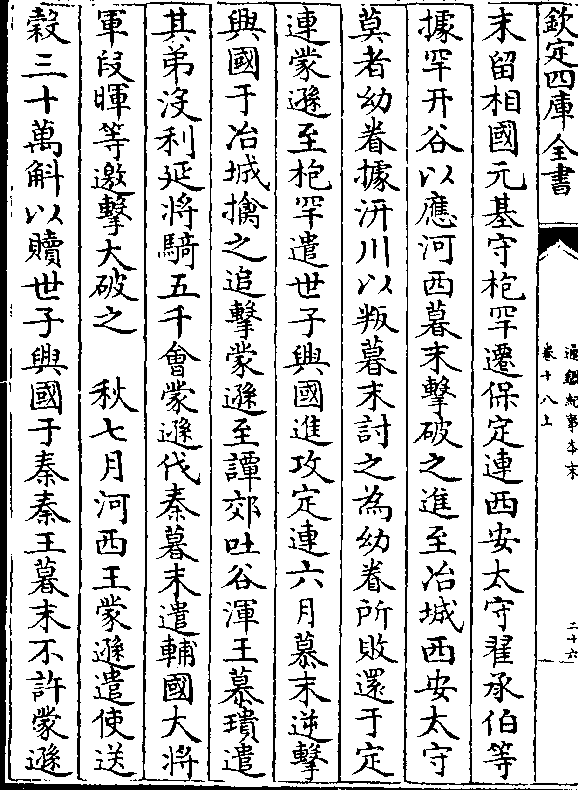 欽定四庫全書
通鑑紀事本末
卷十八上
二十六
末留相國元基守枹罕遷保定連西安太守翟承伯等
據罕幵谷以應河西暮末擊破之進至冶城西安太守
莫者幼眷據汧川以叛暮末討之為幼眷所敗還于定
連蒙遜至枹罕遣世子興國進攻定連六月慕末逆擊
興國于冶城擒之追擊蒙遜至譚郊吐谷渾王慕璝遣
其弟沒利延將騎五千會蒙遜伐秦暮末遣輔國大將
軍段暉等邀擊大破之　秋七月河西王蒙遜遣使送
穀三十萬斛以贖世子興國于秦秦王暮末不許蒙遜